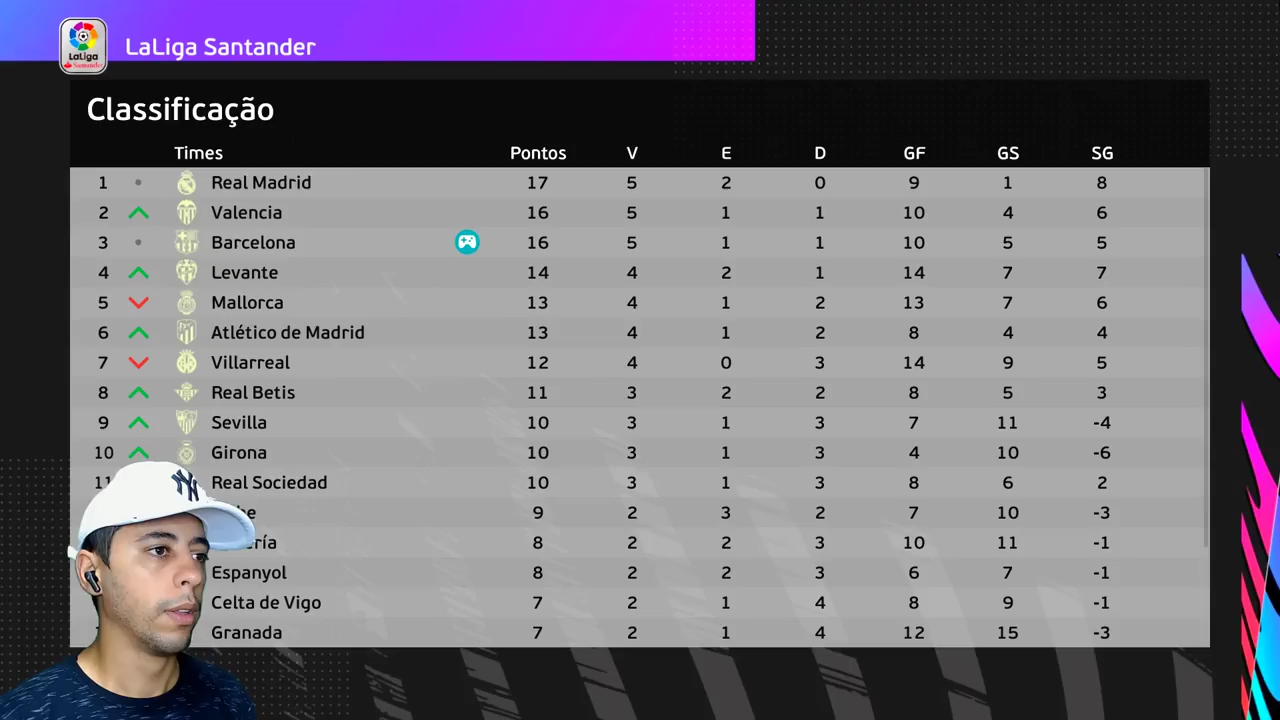 LaLiga Santander
LaLiga
Santander
Classificação
Times Pontos V E D GF GS SG
1 Real Madrid 17 5 2 0 9 1 8
2 Valencia 16 5 1 1 10 4 6
3 Barcelona 16 5 1 1 10 5 5
4 Levante 14 4 2 1 14 7 7
5 Mallorca 13 4 1 2 13 7 6
6 Atlético de Madrid 13 4 1 2 8 4 4
7 Villarreal 12 4 0 3 14 9 5
8 Real Betis 11 3 2 2 8 5 3
9 Sevilla 10 3 1 3 7 11 -4
10 Girona 10 3 1 3 4 10 -6
11 Real Sociedad 10 3 1 3 8 6 2
9 2 3 2 7 10 -3
8 2 2 3 10 11 -1
Espanyol 8 2 2 3 6 7 -1
Celta de Vigo 7 2 1 4 8 9 -1
Granada 7 2 1 4 12 15 -3
NY